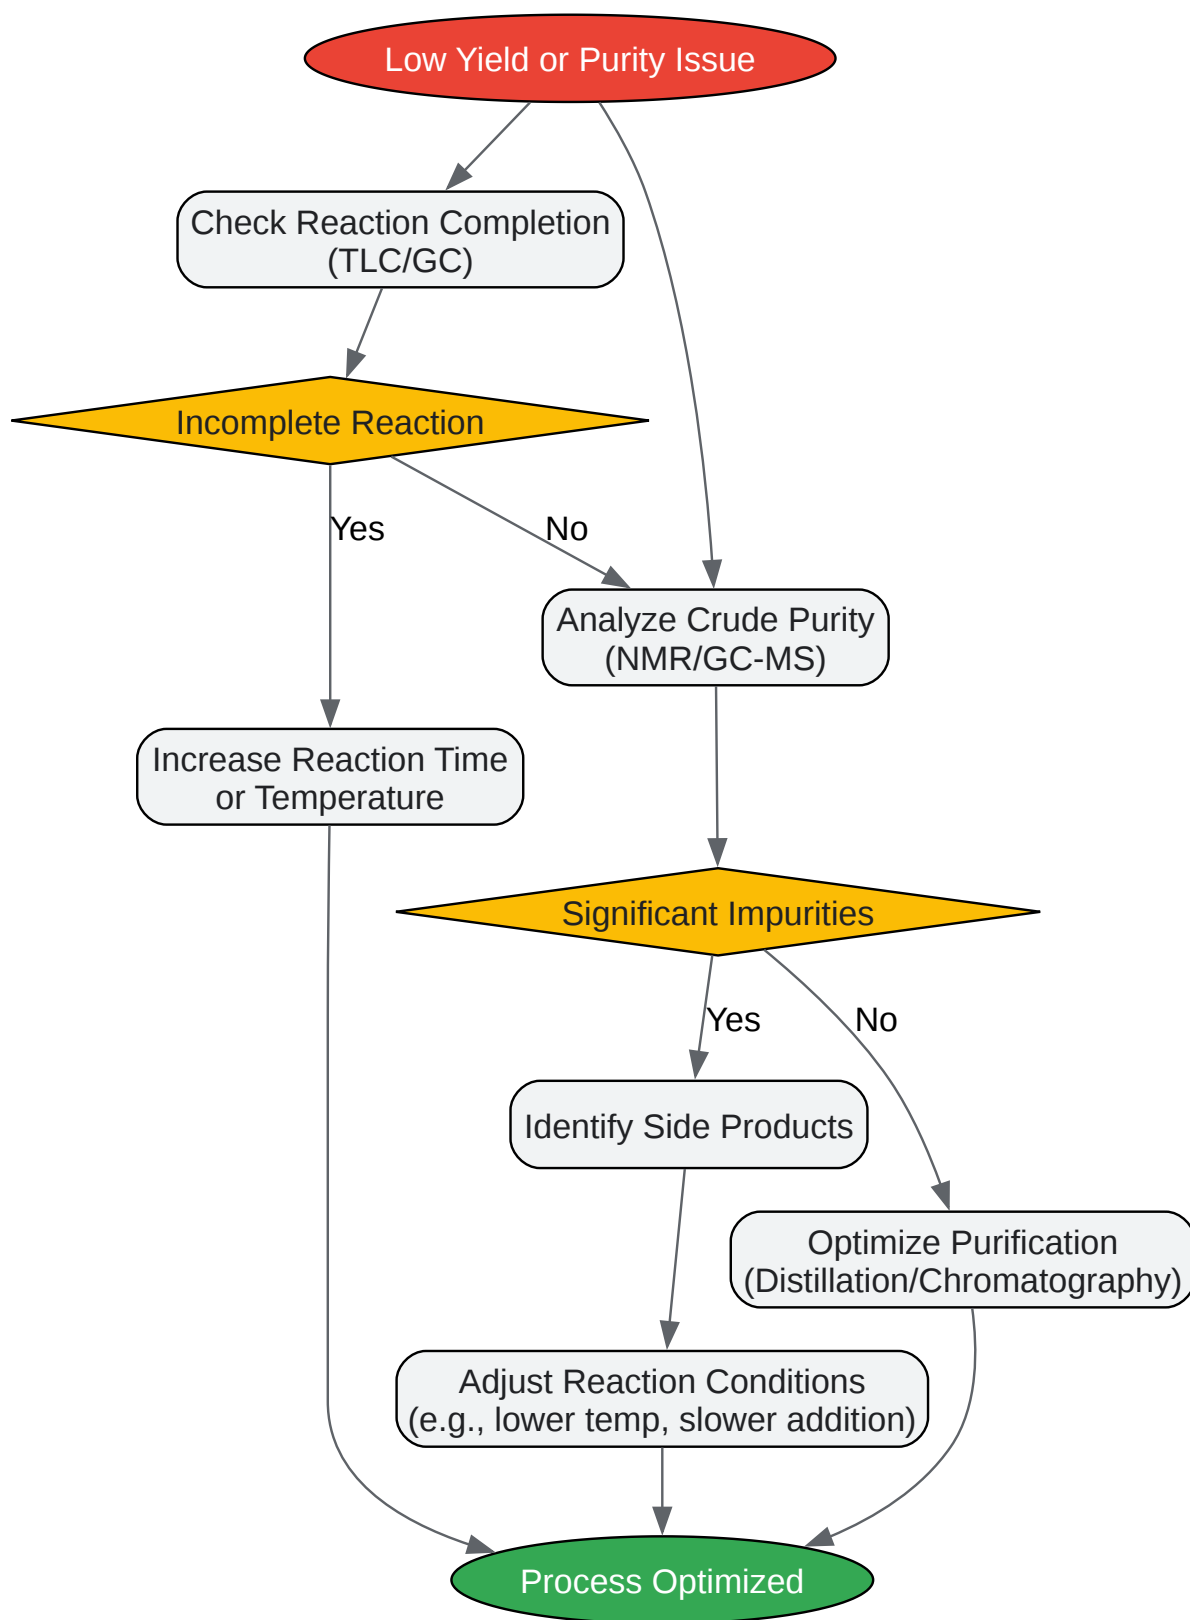 Low Yield or Purity Issue
Check Reaction Completion
(TLC/GC)
Incomplete Reaction
Yes
No
Analyze Crude Purity
(NMR/GC-MS)
Increase Reaction Time
or Temperature
Significant Impurities
Yes
No
Identify Side Products
Optimize Purification
(Distillation/Chromatography)
Adjust Reaction Conditions
(e.g., lower temp, slower addition)
Process Optimized